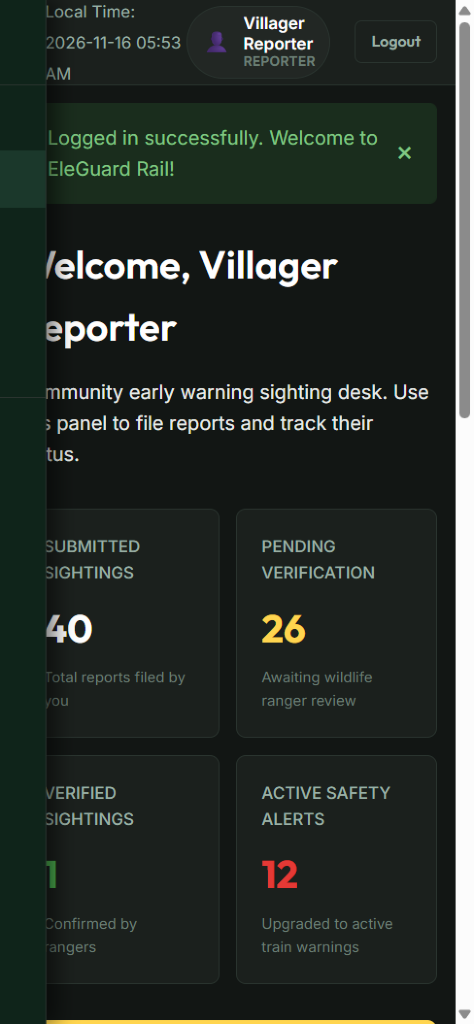 Local Time:
2026-11-16 05:53
AM
Villager
Reporter
REPORTER
Logout
Logged in successfully. Welcome to
EleGuard Rail!
×
Welcome, Villager
eporter
mmunity early warning sighting desk. Use
s panel to file reports and track their
tus.
SUBMITTED
SIGHTINGS
40
Total reports filed by
you
PENDING
VERIFICATION
26
Awaiting wildlife
ranger review
VERIFIED
SIGHTINGS
1
Confirmed by
rangers
ACTIVE SAFETY
ALERTS
12
Upgraded to active
train warnings